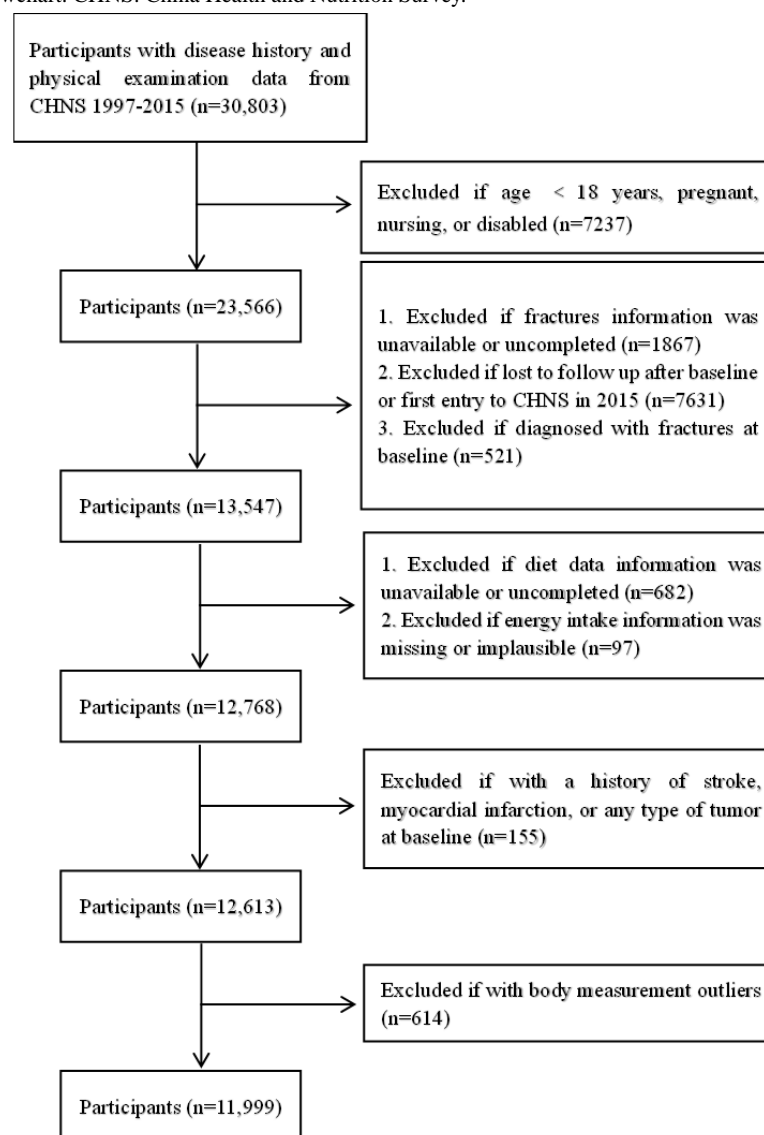 wchart. CHNS: China Health and Nutrition Survey.
Participants with disease history and
physical examination data from
CHNS 1997-2015 (n=30,803)
Excluded if age < 18 years, pregnant,
nursing, or disabled (n=7237)
Participants (n=23,566)
1. Excluded if fractures information was
unavailable or uncompleted (n=1867)
2. Excluded if lost to follow up after baseline
or first entry to CHNS in 2015 (n=7631)
3. Excluded if diagnosed with fractures at
baseline (n=521)
Participants (n=13,547)
1. Excluded if diet data information was
unavailable or uncompleted (n=682)
2. Excluded if energy intake information was
missing or implausible (n=97)
Participants (n=12,768)
Excluded if with a history of stroke,
myocardial infarction, or any type of tumor
at baseline (n=155)
Participants (n=12,613)
Excluded if with body measurement outliers
(n=614)
Participants (n=11,999)